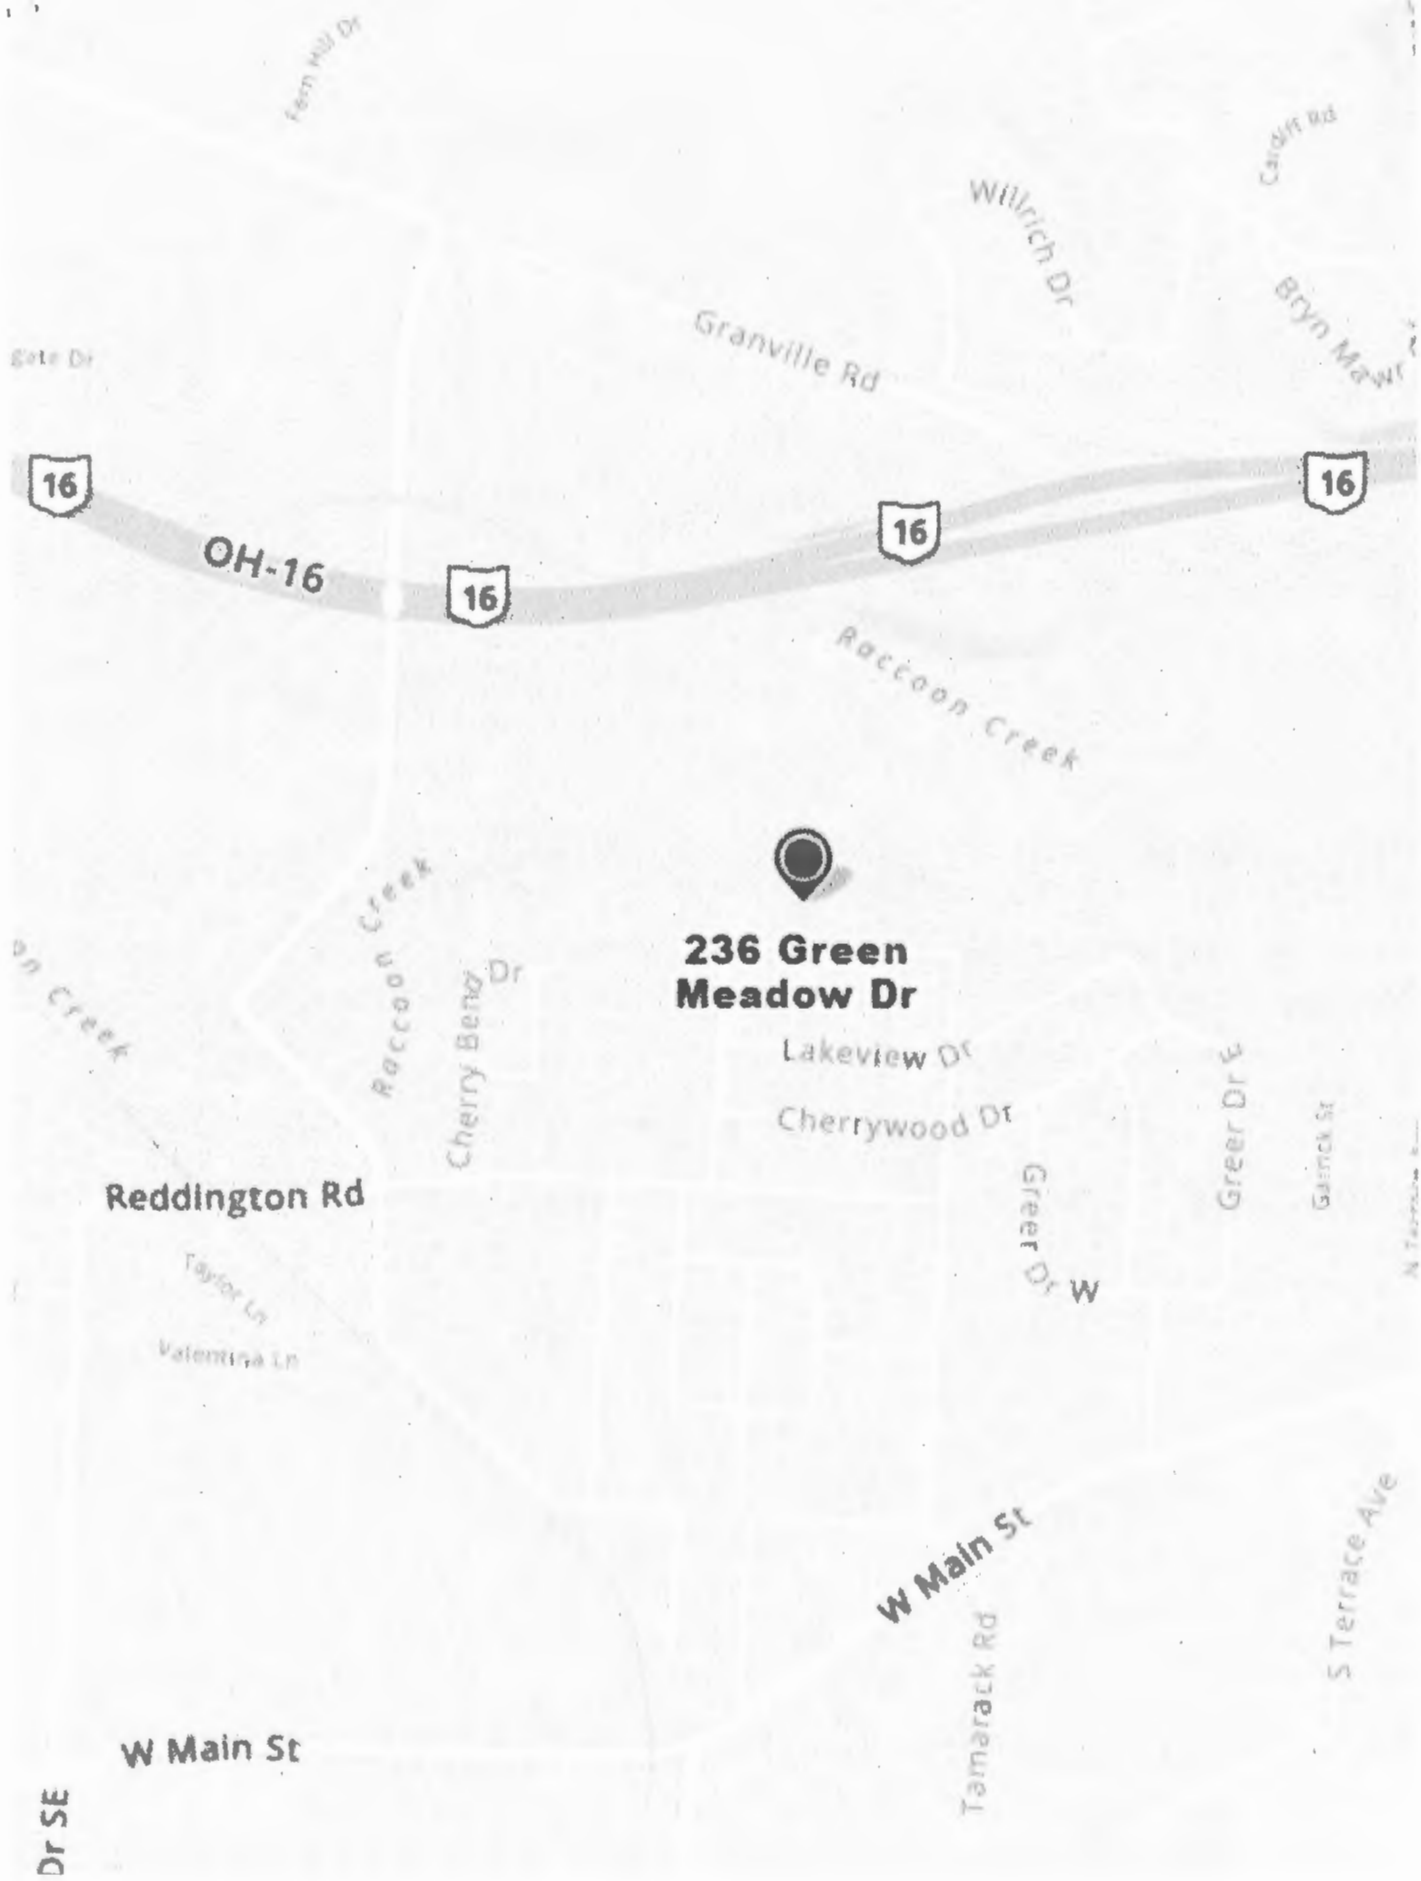 Fern Hill Dr
Cardiff Rd
Willrich Dr
Bryn Mawr
Granville Rd
gate Dr
16
16
16
OH-16
16
Raccoon Creek
Raccoon Creek
236 Green
Meadow Dr
on Creek
Cherry Bend Dr
Lakeview Dr
Cherrywood Dr
Greer Dr E
Garrick St
Reddington Rd
Greer Dr W
Taylor Ln
Valentina Ln
W Main St
S Terrace Ave
Tamarack Rd
W Main St
Dr SE